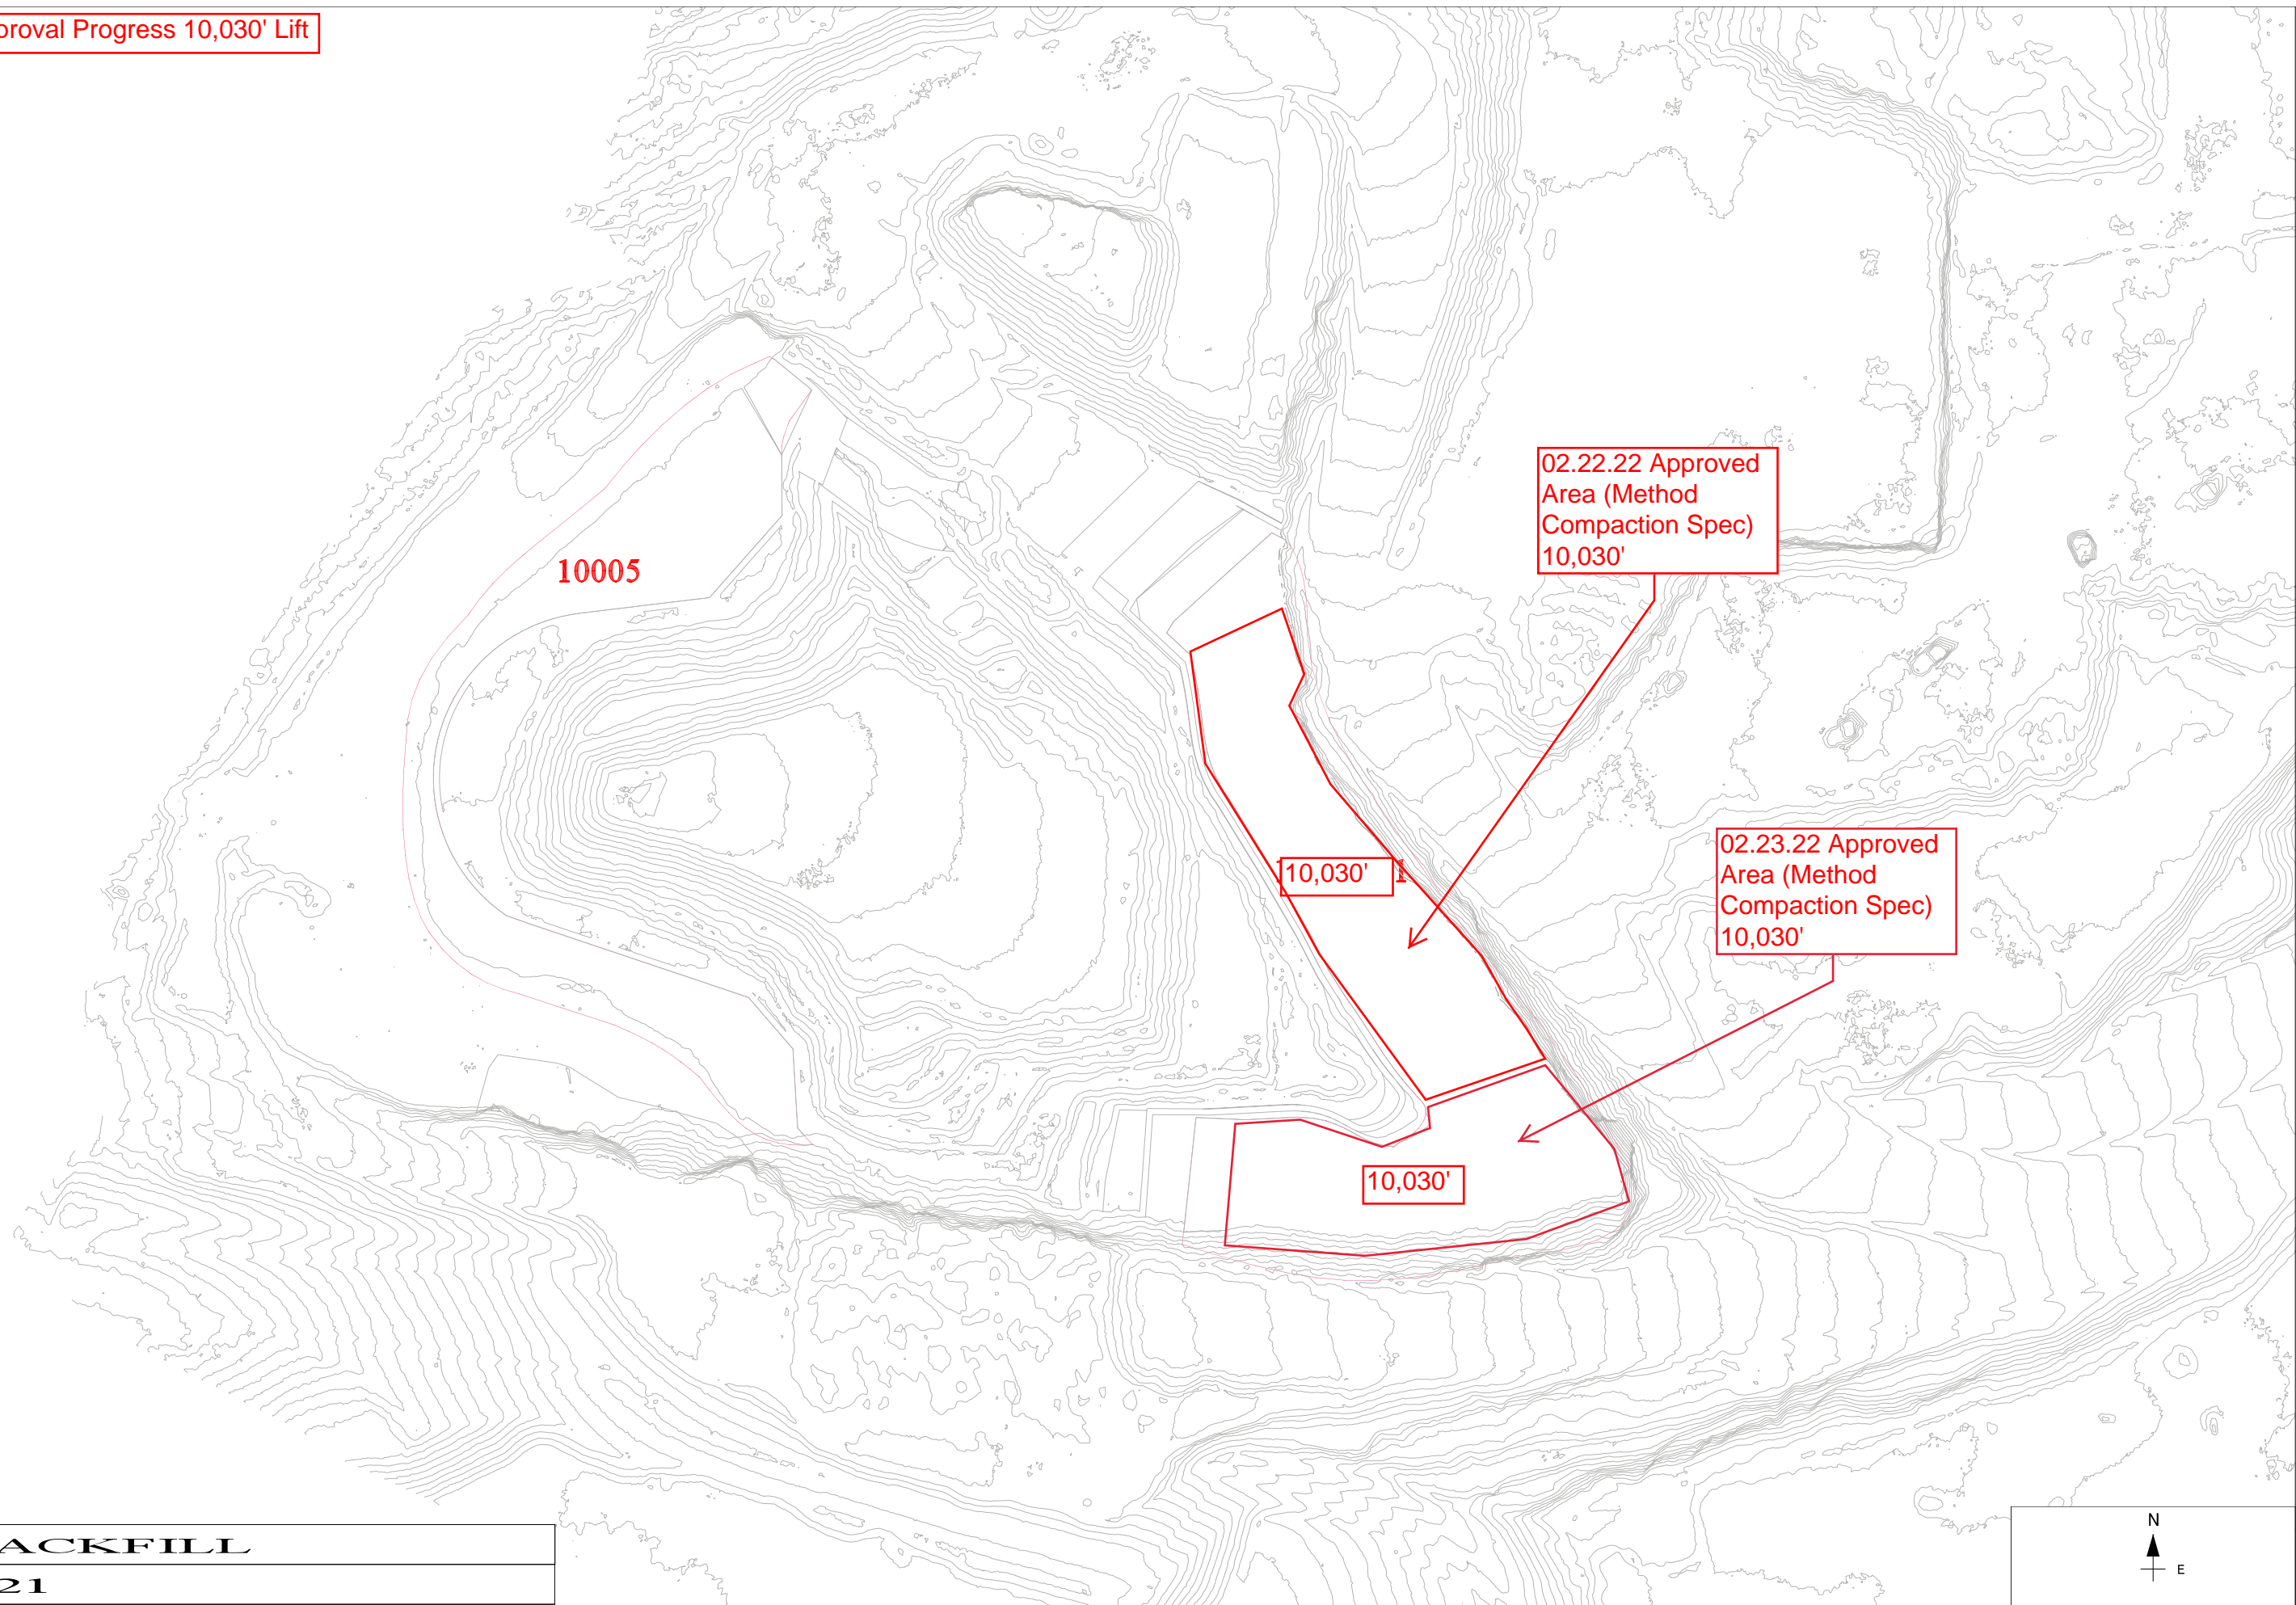 proval Progress 10,030' Lift
02.22.22 Approved
Area (Method
Compaction Spec)
10,030'
10005
02.23.22 Approved
Area (Method
Compaction Spec)
10,030'
10,030'
10,030'
ACKFILL
21
N
E